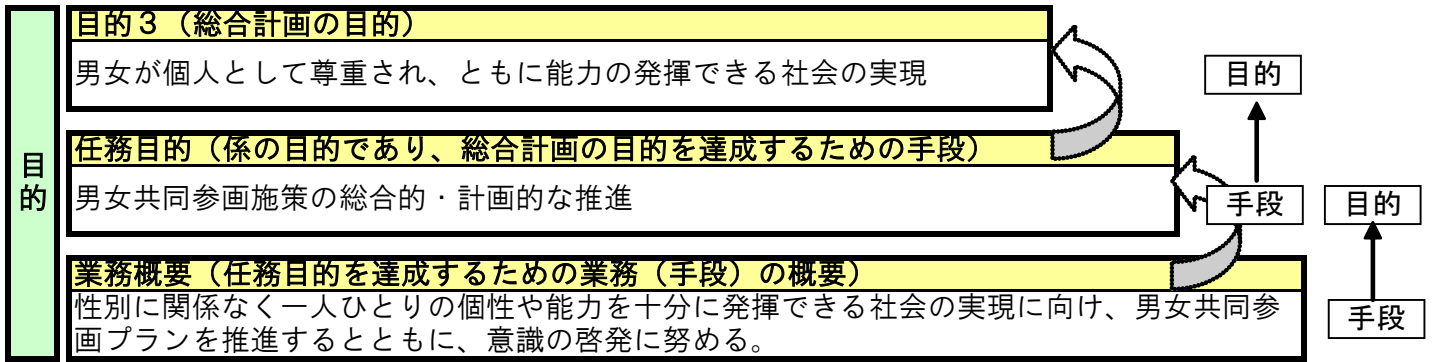 目的
目的３（総合計画の目的）
男女が個人として尊重され、ともに能力の発揮できる社会の実現
任務目的（係の目的であり、総合計画の目的を達成するための手段）
男女共同参画施策の総合的・計画的な推進
業務概要（任務目的を達成するための業務（手段）の概要）
性別に関係なく一人ひとりの個性や能力を十分に発揮できる社会の実現に向け、男女共同参
画プランを推進するとともに、意識の啓発に努める。
目的
手段
目的
手段